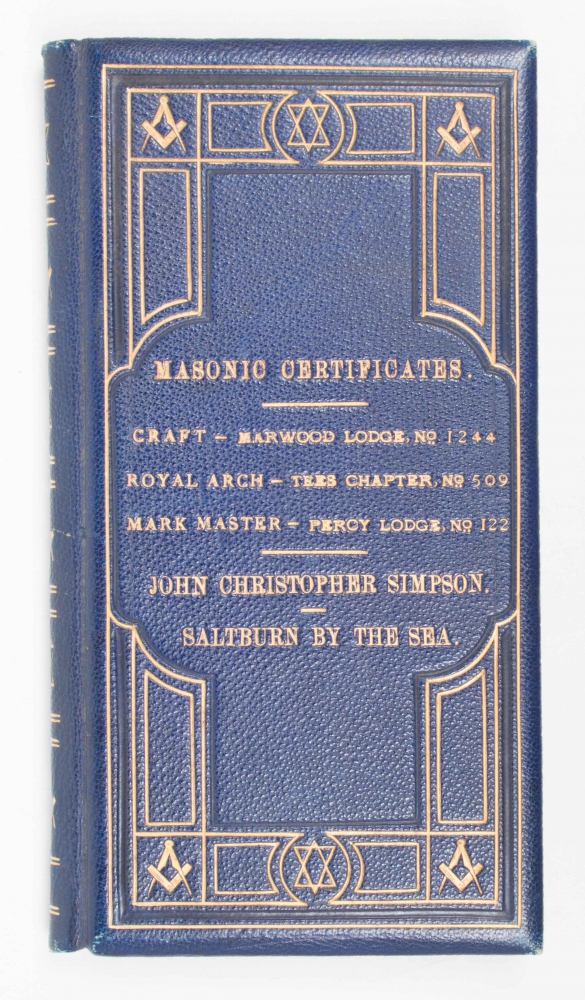 MASONIC CERTIFICATES.
CRAFT – MARWOOD LODGE, No 1244
ROYAL ARCH – TEES CHAPTER, No 509
MARK MASTER – PERCY LODGE, No 122
JOHN CHRISTOPHER SIMPSON.
SALTBURN BY THE SEA.